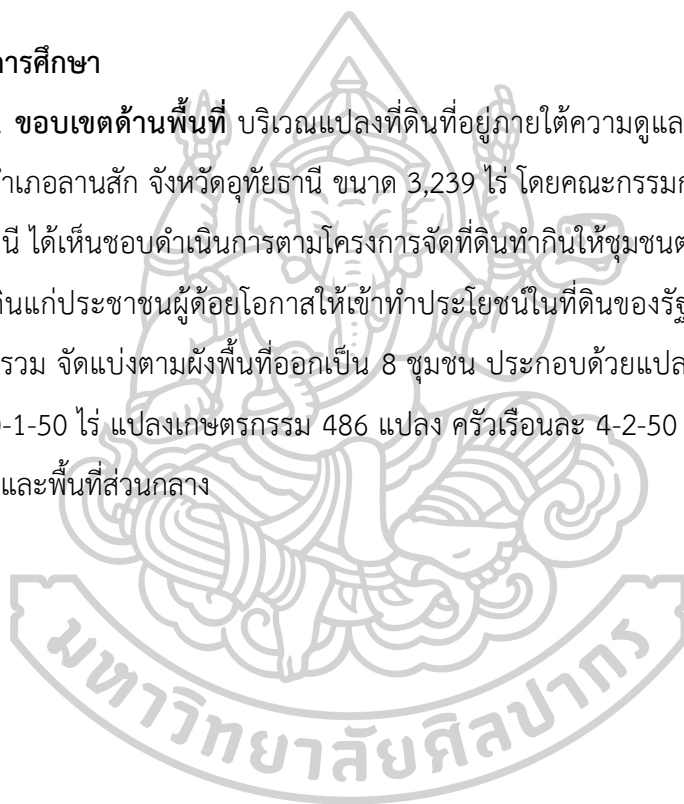 การศึกษา
ขอบเขตด้านพื้นที่ บริเวณแปลงที่ดินที่อยู่ภายใต้ความดูแล
อำเภอลานสัก จังหวัดอุทัยธานี ขนาด 3,239 ไร่ โดยคณะกรรมก
นี ได้เห็นชอบดำเนินการตามโครงการจัดที่ดินทำกินให้ชุมชนต
ดินแก่ประชาชนผู้ด้อยโอกาสให้เข้าทำประโยชน์ในที่ดินของรัฐ
รวม จัดแบ่งตามผังพื้นที่ออกเป็น 8 ชุมชน ประกอบด้วยแปล
0-1-50 ไร่ แปลงเกษตรกรรม 486 แปลง ครัวเรือนละ 4-2-50
และพื้นที่ส่วนกลาง
มหาวิทยาลัยศิลปากร